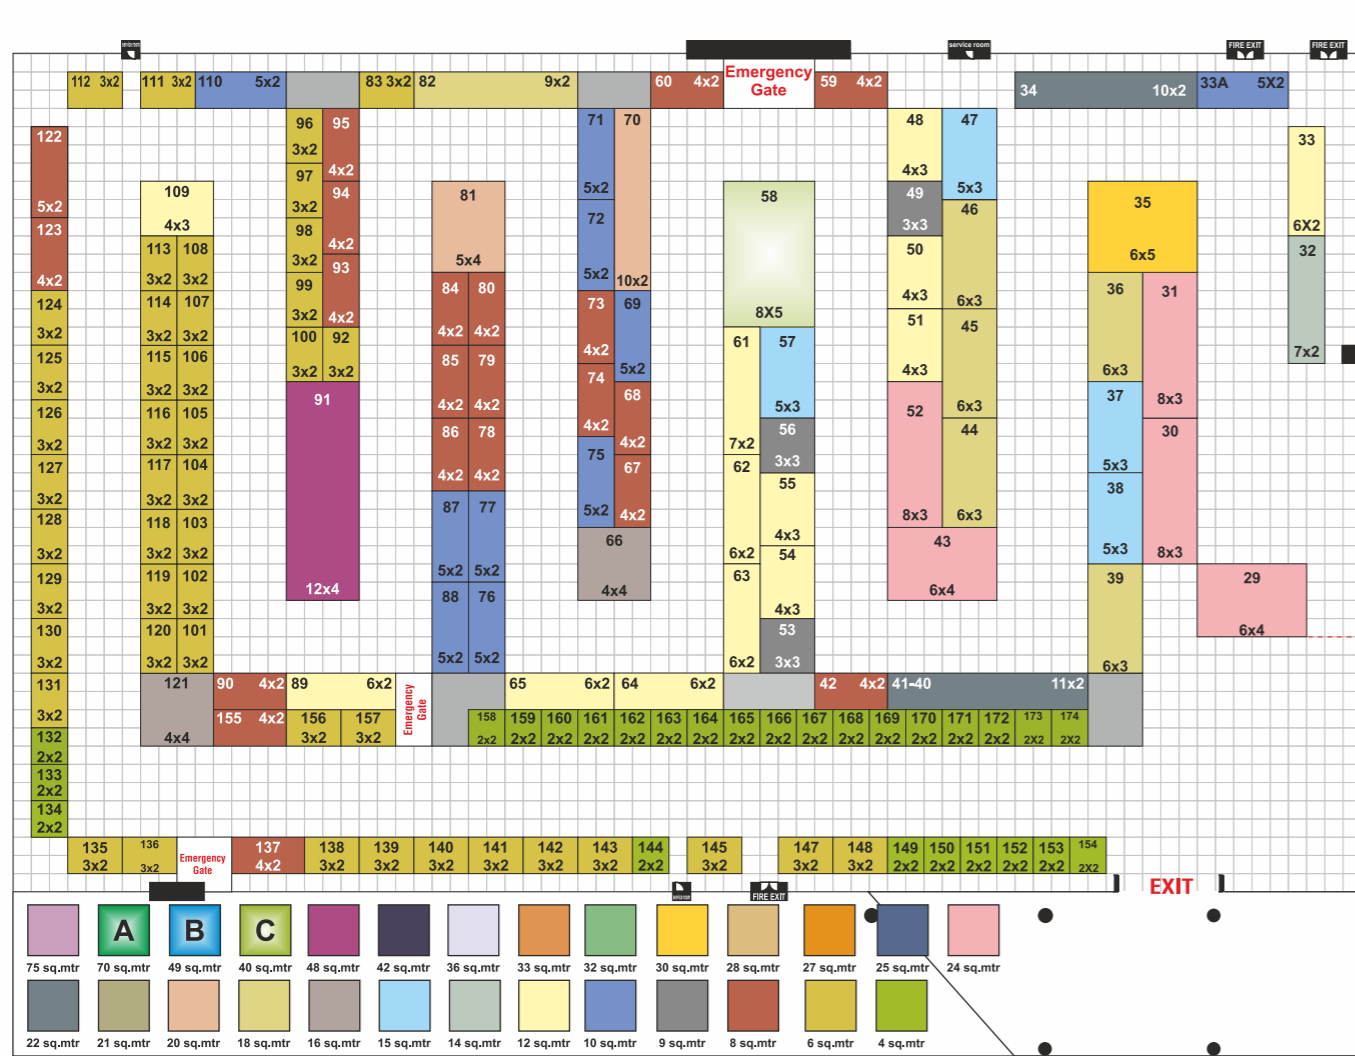 service room
FIRE EXIT
FIRE EXIT
112 3x2
111 3x2
110 5x2
83 3x2
82 9x2
60 4x2
Emergency
Gate
59 4x2
34 10x2
33A 5X2
122
5x2
123
4x2
124
3x2
125
3x2
126
3x2
127
3x2
128
3x2
129
3x2
130
3x2
131
3x2
132
2x2
133
2x2
134
2x2
109
4x3
113 108
3x2 3x2
114 107
3x2 3x2
115 106
3x2 3x2
116 105
3x2 3x2
117 104
3x2 3x2
118 103
3x2 3x2
119 102
3x2 3x2
120 101
3x2 3x2
121
4x4
96
3x2
97
3x2
98
3x2
99
3x2
100
3x2
95
4x2
94
4x2
93
4x2
92
3x2
91
12x4
90 4x2
155 4x2
89 6x2
156
3x2
157
3x2
Emergency
Gate
81
5x4
84 80
4x2 4x2
85 79
4x2 4x2
86 78
4x2 4x2
87 77
5x2 5x2
88 76
5x2 5x2
71
5x2
72
5x2
73
4x2
74
4x2
75
5x2
70
10x2
69
5x2
68
4x2
67
4x2
66
4x4
65 6x2
64 6x2
58
8X5
61
7x2
62
6x2
63
6x2
57
5x3
56
3x3
55
4x3
54
4x3
53
3x3
42 4x2
41-40 11x2
48
4x3
49
3x3
50
4x3
51
4x3
52
8x3
47
5x3
46
6x3
45
6x3
44
6x3
43
6x4
35
6x5
36
6x3
37
5x3
38
5x3
39
6x3
31
8x3
30
8x3
29
6x4
33
6X2
32
7x2
158 159 160 161 162 163 164 165 166 167 168 169 170 171 172 173 174
2x2 2x2 2x2 2x2 2x2 2x2 2x2 2x2 2x2 2x2 2x2 2x2 2x2 2x2 2x2 2X2 2X2
135
3x2
136
3x2
Emergency
Gate
137
4x2
138 139 140 141 142 143 144
3x2 3x2 3x2 3x2 3x2 3x2 2x2
145
3x2
147 148 149 150 151 152 153 154
3x2 3x2 2x2 2x2 2x2 2x2 2x2 2X2
FIRE EXIT
EXIT
A B C
75 sq.mtr 70 sq.mtr 49 sq.mtr 40 sq.mtr 48 sq.mtr 42 sq.mtr 36 sq.mtr 33 sq.mtr 32 sq.mtr 30 sq.mtr 28 sq.mtr 27 sq.mtr 25 sq.mtr 24 sq.mtr
22 sq.mtr 21 sq.mtr 20 sq.mtr 18 sq.mtr 16 sq.mtr 15 sq.mtr 14 sq.mtr 12 sq.mtr 10 sq.mtr 9 sq.mtr 8 sq.mtr 6 sq.mtr 4 sq.mtr